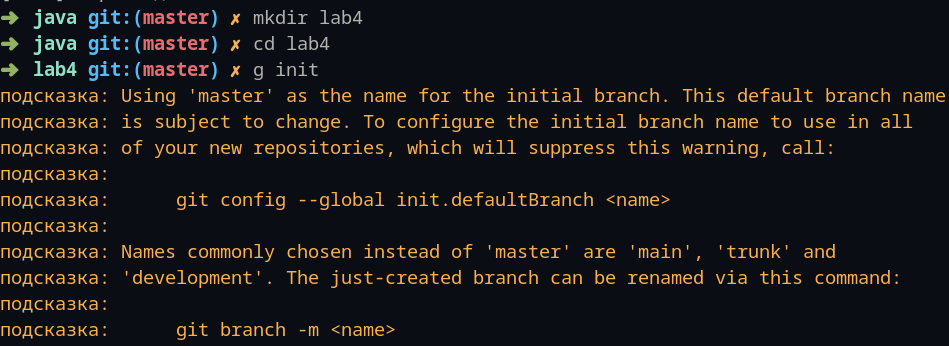 ➜ java git:(master) ✗ mkdir lab4
➜ java git:(master) ✗ cd lab4
➜ lab4 git:(master) ✗ g init
подсказка: Using 'master' as the name for the initial branch. This default branch name
подсказка: is subject to change. To configure the initial branch name to use in all
подсказка: of your new repositories, which will suppress this warning, call:
подсказка:
подсказка: git config --global init.defaultBranch <name>
подсказка:
подсказка: Names commonly chosen instead of 'master' are 'main', 'trunk' and
подсказка: 'development'. The just-created branch can be renamed via this command:
подсказка:
подсказка: git branch -m <name>